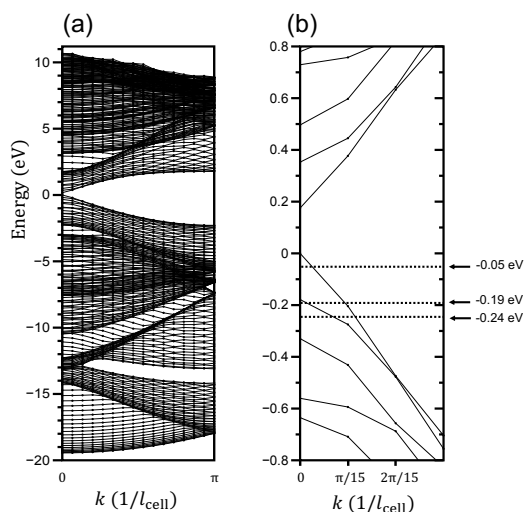 (a)
(b)
Energy (eV)
10
5
0
−5
−10
−15
−20
0
π
k (1/lcell)
0.8
0.6
0.4
0.2
0
−0.2
−0.4
−0.6
−0.8
0
π/15
2π/15
k (1/lcell)
-0.05 eV
-0.19 eV
-0.24 eV